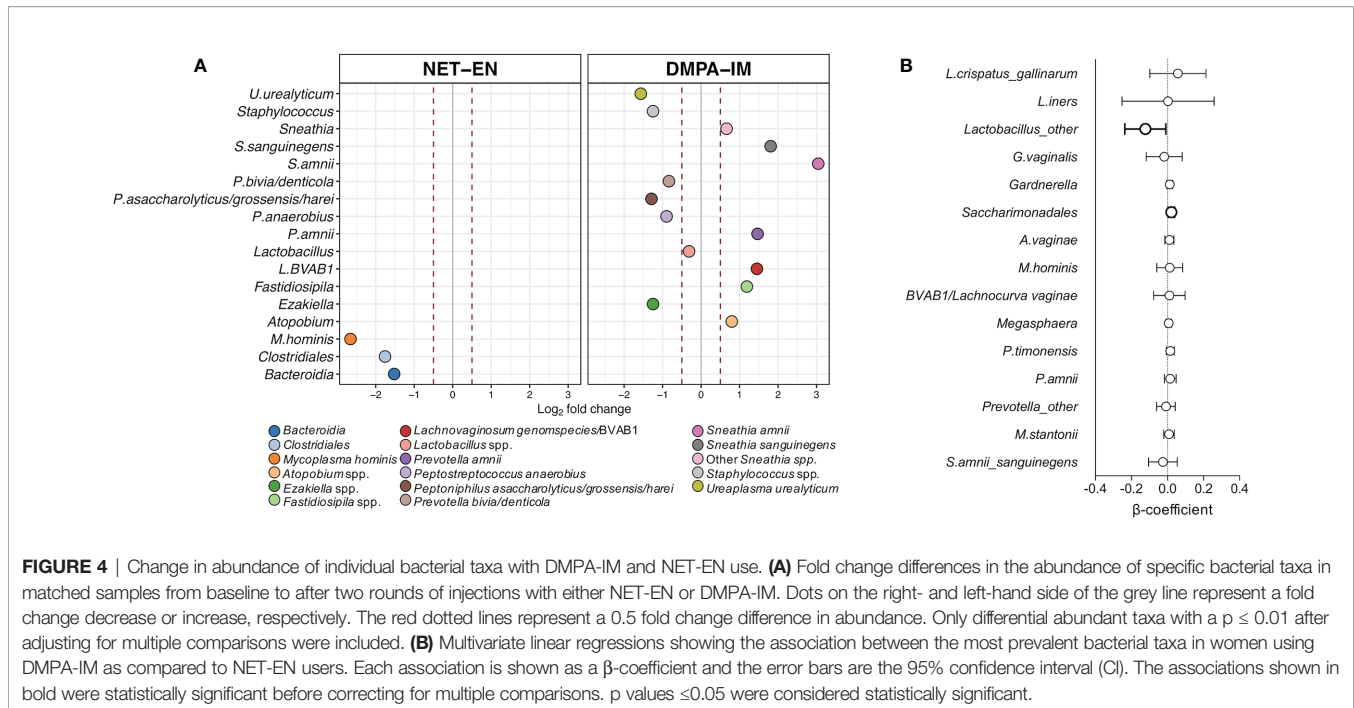 A
NET–EN
DMPA–IM
U.urealyticum
Staphylococcus
Sneathia
S.sanguinegens
S.amnii
P.bivia/denticola
P.asaccharolyticus/grossensis/harei
P.anaerobius
P.amnii
Lactobacillus
L.BVAB1
Fastidiosipila
Ezakiella
Atopobium
M.hominis
Clostridiales
Bacteroidia
−2 −1 0 1 2 3
−2 −1 0 1 2 3
Log2 fold change
Bacteroidia
Clostridiales
Mycoplasma hominis
Atopobium spp.
Ezakiella spp.
Fastidiosipila spp.
Lachnovaginosum genomspecies/BVAB1
Lactobacillus spp.
Prevotella amnii
Peptostreptococcus anaerobius
Peptoniphilus asaccharolyticus/grossensis/harei
Prevotella bivia/denticola
Sneathia amnii
Sneathia sanguinegens
Other Sneathia spp.
Staphylococcus spp.
Ureaplasma urealyticum
B
L.crispatus_gallinarum
L.iners
Lactobacillus_other
G.vaginalis
Gardnerella
Saccharimonadales
A.vaginae
M.hominis
BVAB1/Lachnocurva vaginae
Megasphaera
P.timonensis
P.amnii
Prevotella_other
M.stantonii
S.amnii_sanguinegens
-0.4 -0.2 0.0 0.2 0.4
β-coefficient
FIGURE 4 | Change in abundance of individual bacterial taxa with DMPA-IM and NET-EN use. (A) Fold change differences in the abundance of specific bacterial taxa in
matched samples from baseline to after two rounds of injections with either NET-EN or DMPA-IM. Dots on the right- and left-hand side of the grey line represent a fold
change decrease or increase, respectively. The red dotted lines represent a 0.5 fold change difference in abundance. Only differential abundant taxa with a p ≤ 0.01 after
adjusting for multiple comparisons were included. (B) Multivariate linear regressions showing the association between the most prevalent bacterial taxa in women using
DMPA-IM as compared to NET-EN users. Each association is shown as a β-coefficient and the error bars are the 95% confidence interval (CI). The associations shown in
bold were statistically significant before correcting for multiple comparisons. p values ≤0.05 were considered statistically significant.